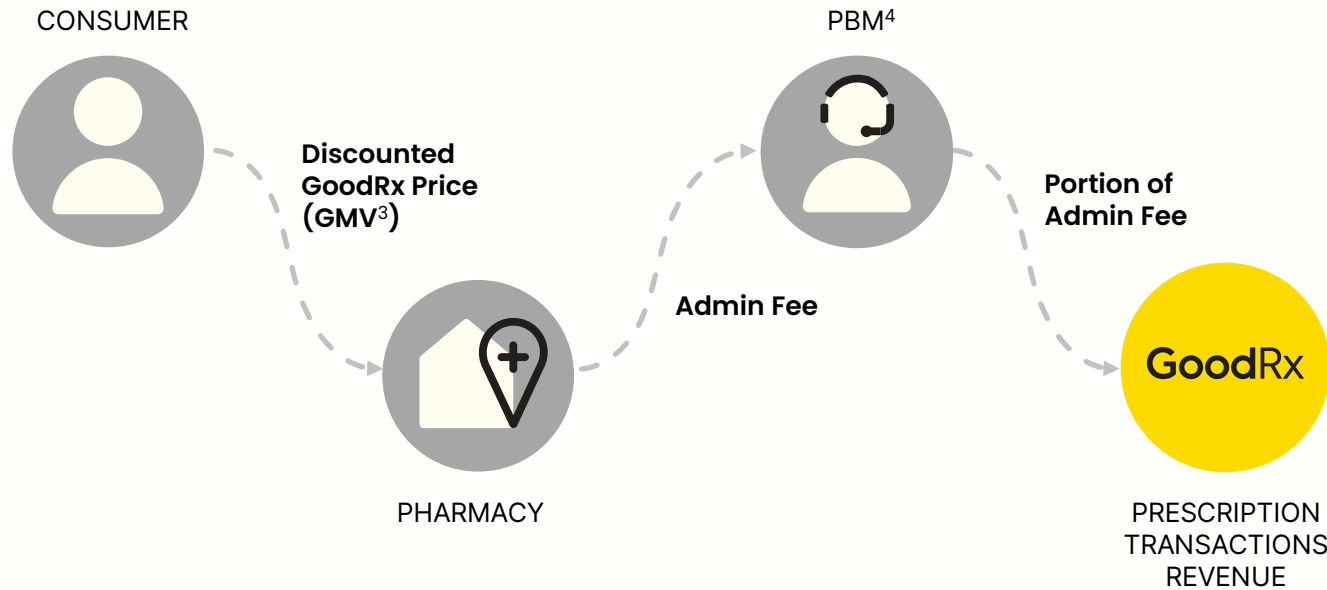 CONSUMER
PBM⁴
Discounted
GoodRx Price
(GMV³)
Portion of
Admin Fee
Admin Fee
GoodRx
PHARMACY
PRESCRIPTION
TRANSACTIONS
REVENUE